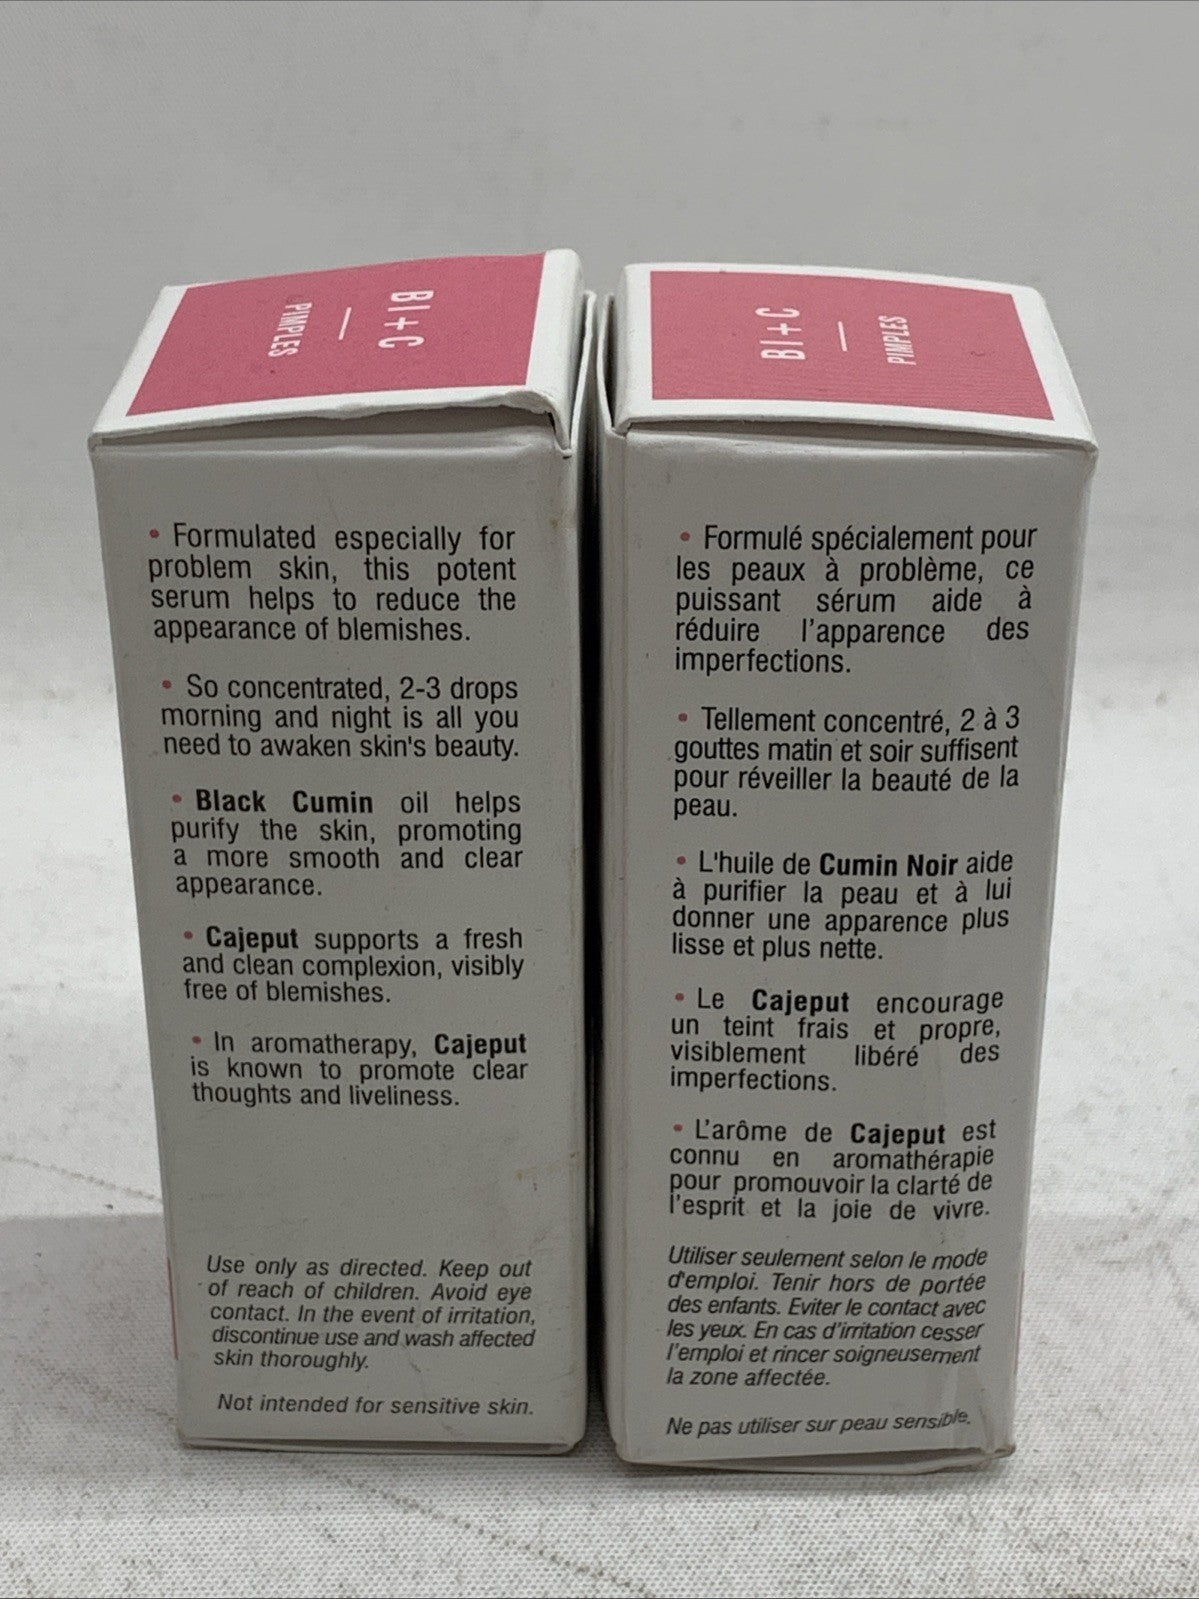 BI+C
PIMPLES
• Formulated especially for
problem skin, this potent
serum helps to reduce the
appearance of blemishes.
• So concentrated, 2-3 drops
morning and night is all you
need to awaken skin's beauty.
• Black Cumin oil helps
purify the skin, promoting
a more smooth and clear
appearance.
• Cajeput supports a fresh
and clean complexion, visibly
free of blemishes.
• In aromatherapy, Cajeput
is known to promote clear
thoughts and liveliness.
Use only as directed. Keep out
of reach of children. Avoid eye
contact. In the event of irritation,
discontinue use and wash affected
skin thoroughly.
Not intended for sensitive skin.
BI+C
PIMPLES
• Formulé spécialement pour
les peaux à problème, ce
puissant sérum aide à
réduire l'apparence des
imperfections.
• Tellement concentré, 2 à 3
gouttes matin et soir suffisent
pour réveiller la beauté de la
peau.
• L'huile de Cumin Noir aide
à purifier la peau et à lui
donner une apparence plus
lisse et plus nette.
• Le Cajeput encourage
un teint frais et propre,
visiblement libéré des
imperfections.
• L'arôme de Cajeput est
connu en aromathérapie
pour promouvoir la clarté de
l'esprit et la joie de vivre.
Utiliser seulement selon le mode
d'emploi. Tenir hors de portée
des enfants. Eviter le contact avec
les yeux. En cas d'irritation cesser
l'emploi et rincer soigneusement
la zone affectée.
Ne pas utiliser sur peau sensible.